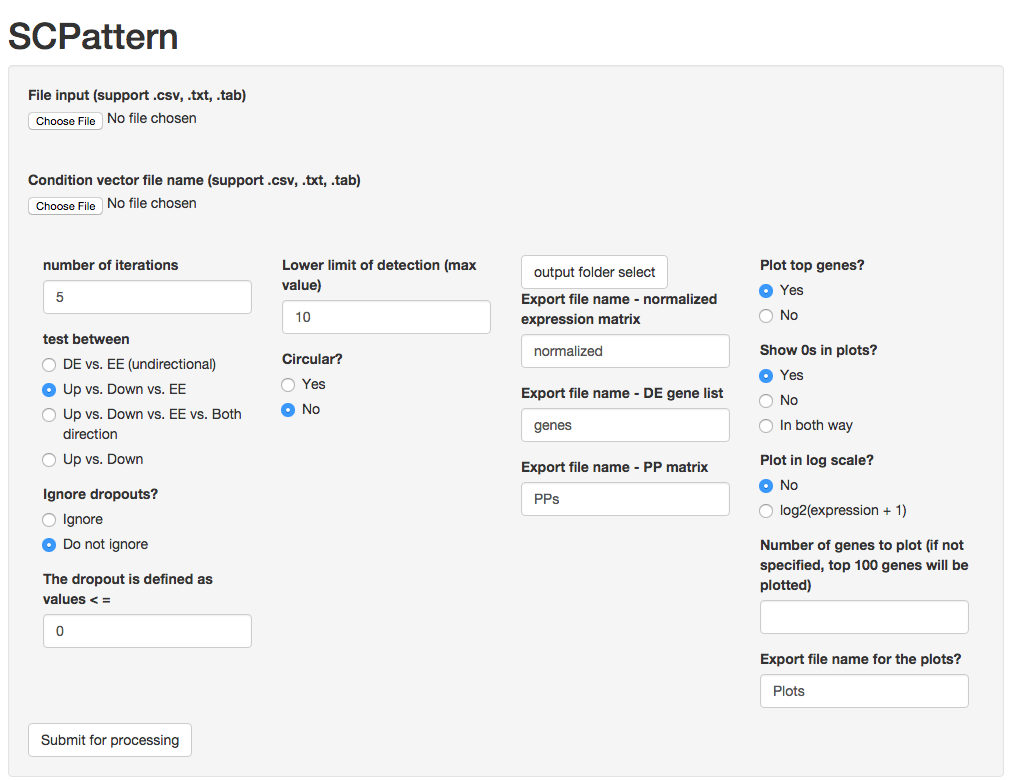 SCPattern
File input (support .csv, .txt, .tab)
Choose File No file chosen
Condition vector file name (support .csv, .txt, .tab)
Choose File No file chosen
number of iterations
5
test between
DE vs. EE (undirectional)
Up vs. Down vs. EE
Up vs. Down vs. EE vs. Both
direction
Up vs. Down
Ignore dropouts?
Ignore
Do not ignore
The dropout is defined as
values < =
0
Lower limit of detection (max
value)
10
Circular?
Yes
No
output folder select
Export file name - normalized
expression matrix
normalized
Export file name - DE gene list
genes
Export file name - PP matrix
PPs
Plot top genes?
Yes
No
Show 0s in plots?
Yes
No
In both way
Plot in log scale?
No
log2(expression + 1)
Number of genes to plot (if not
specified, top 100 genes will be
plotted)
Export file name for the plots?
Plots
Submit for processing